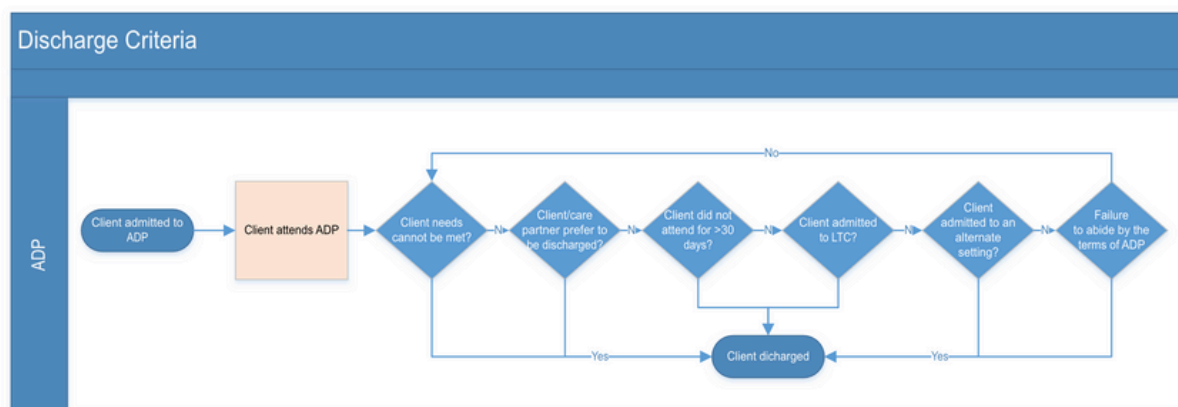 Discharge Criteria
ADP
No
Client admitted to
ADP
Client attends ADP
Client needs
cannot be met?
N
Client/care
partner prefer to
be discharged?
N
Client did not
attend for >30
days?
N
Client admitted
to LTC?
N
Client
admitted to an
alternate
setting?
N
Failure
to abide by the
terms of ADP
Yes
Client dicharged
Yes